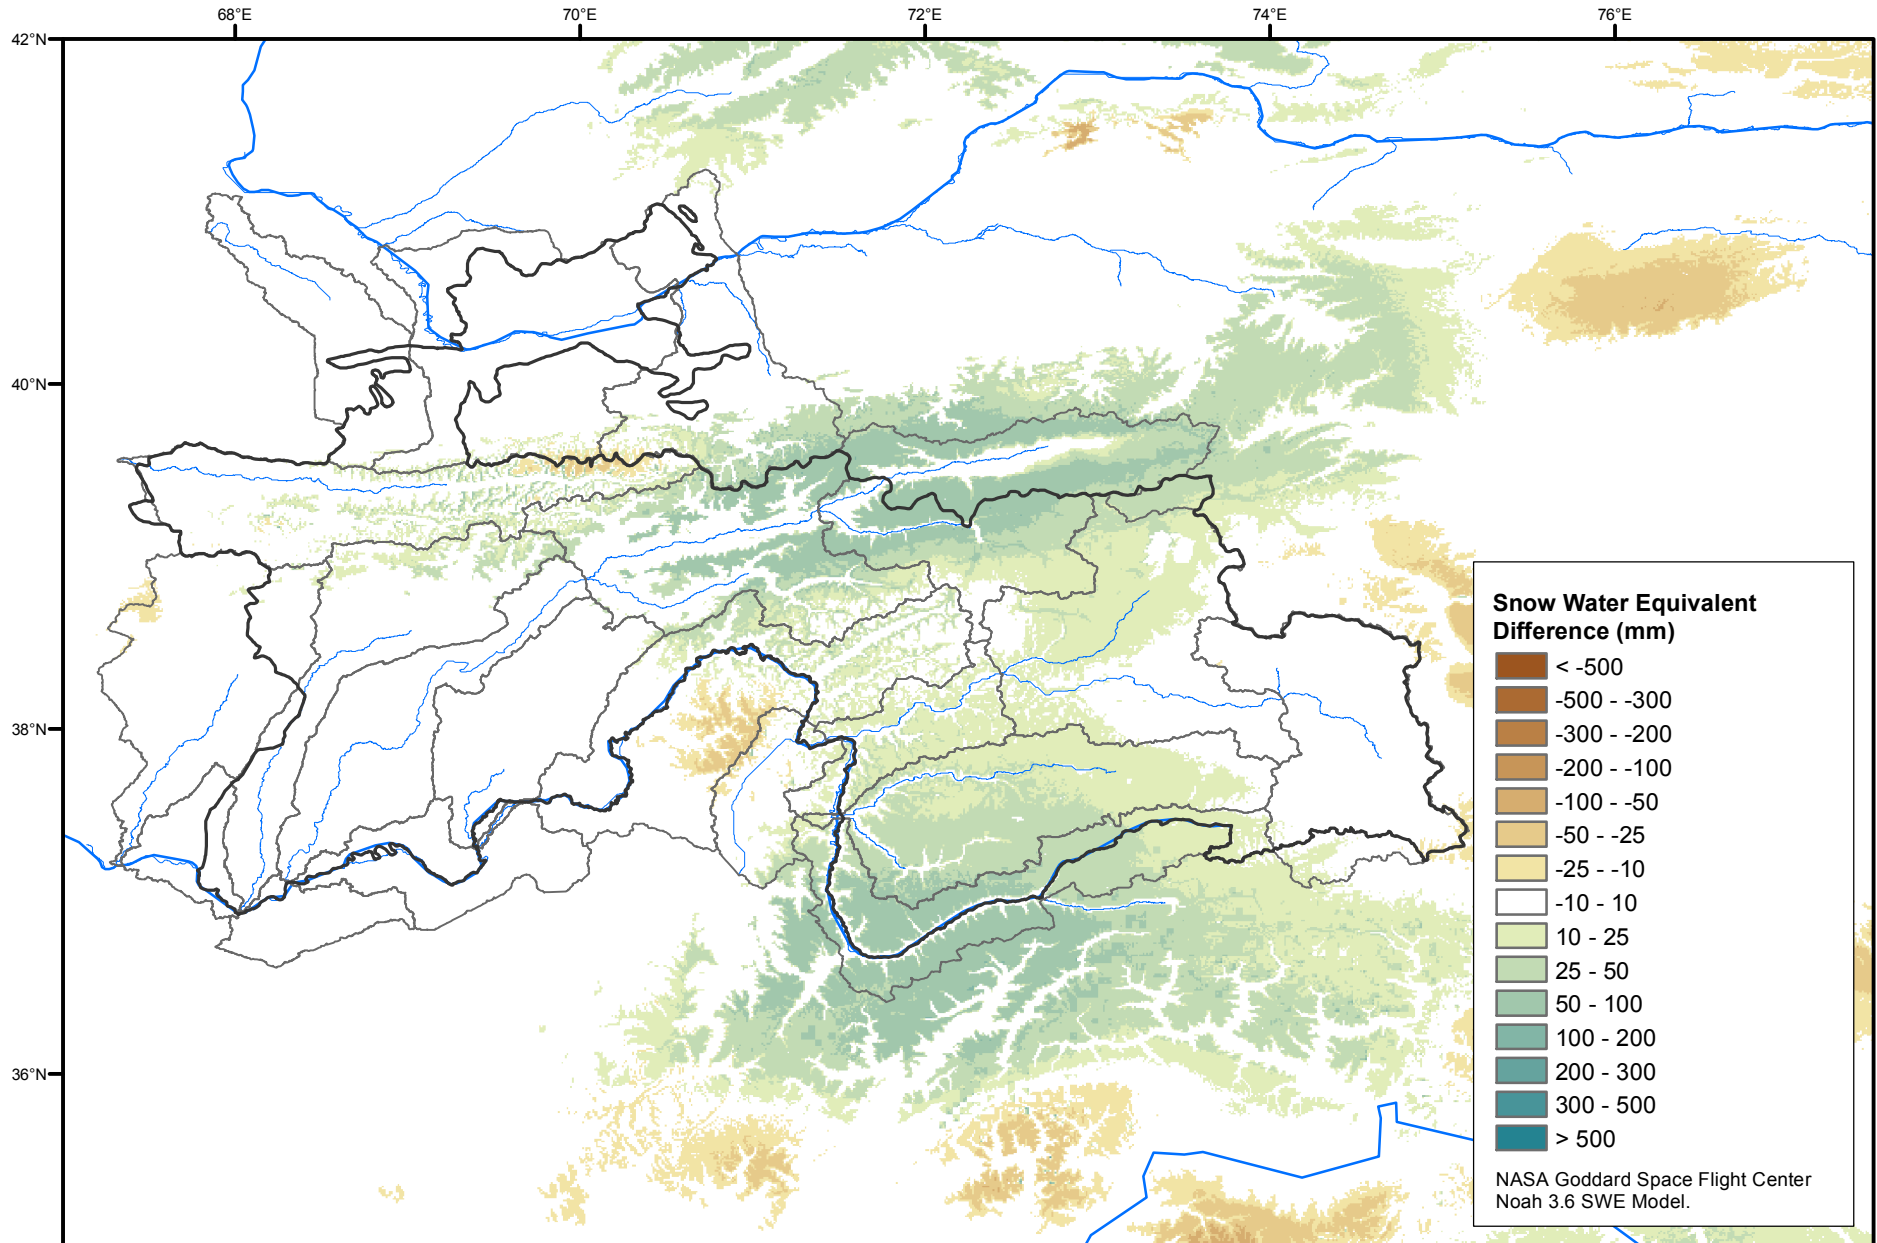 68°E 70°E 72°E 74°E 76°E
42°N
40°N
38°N
36°N
Snow Water Equivalent
Difference (mm)
< -500
-500 - -300
-300 - -200
-200 - -100
-100 - -50
-50 - -25
-25 - -10
-10 - 10
10 - 25
25 - 50
50 - 100
100 - 200
200 - 300
300 - 500
> 500
NASA Goddard Space Flight Center
Noah 3.6 SWE Model.